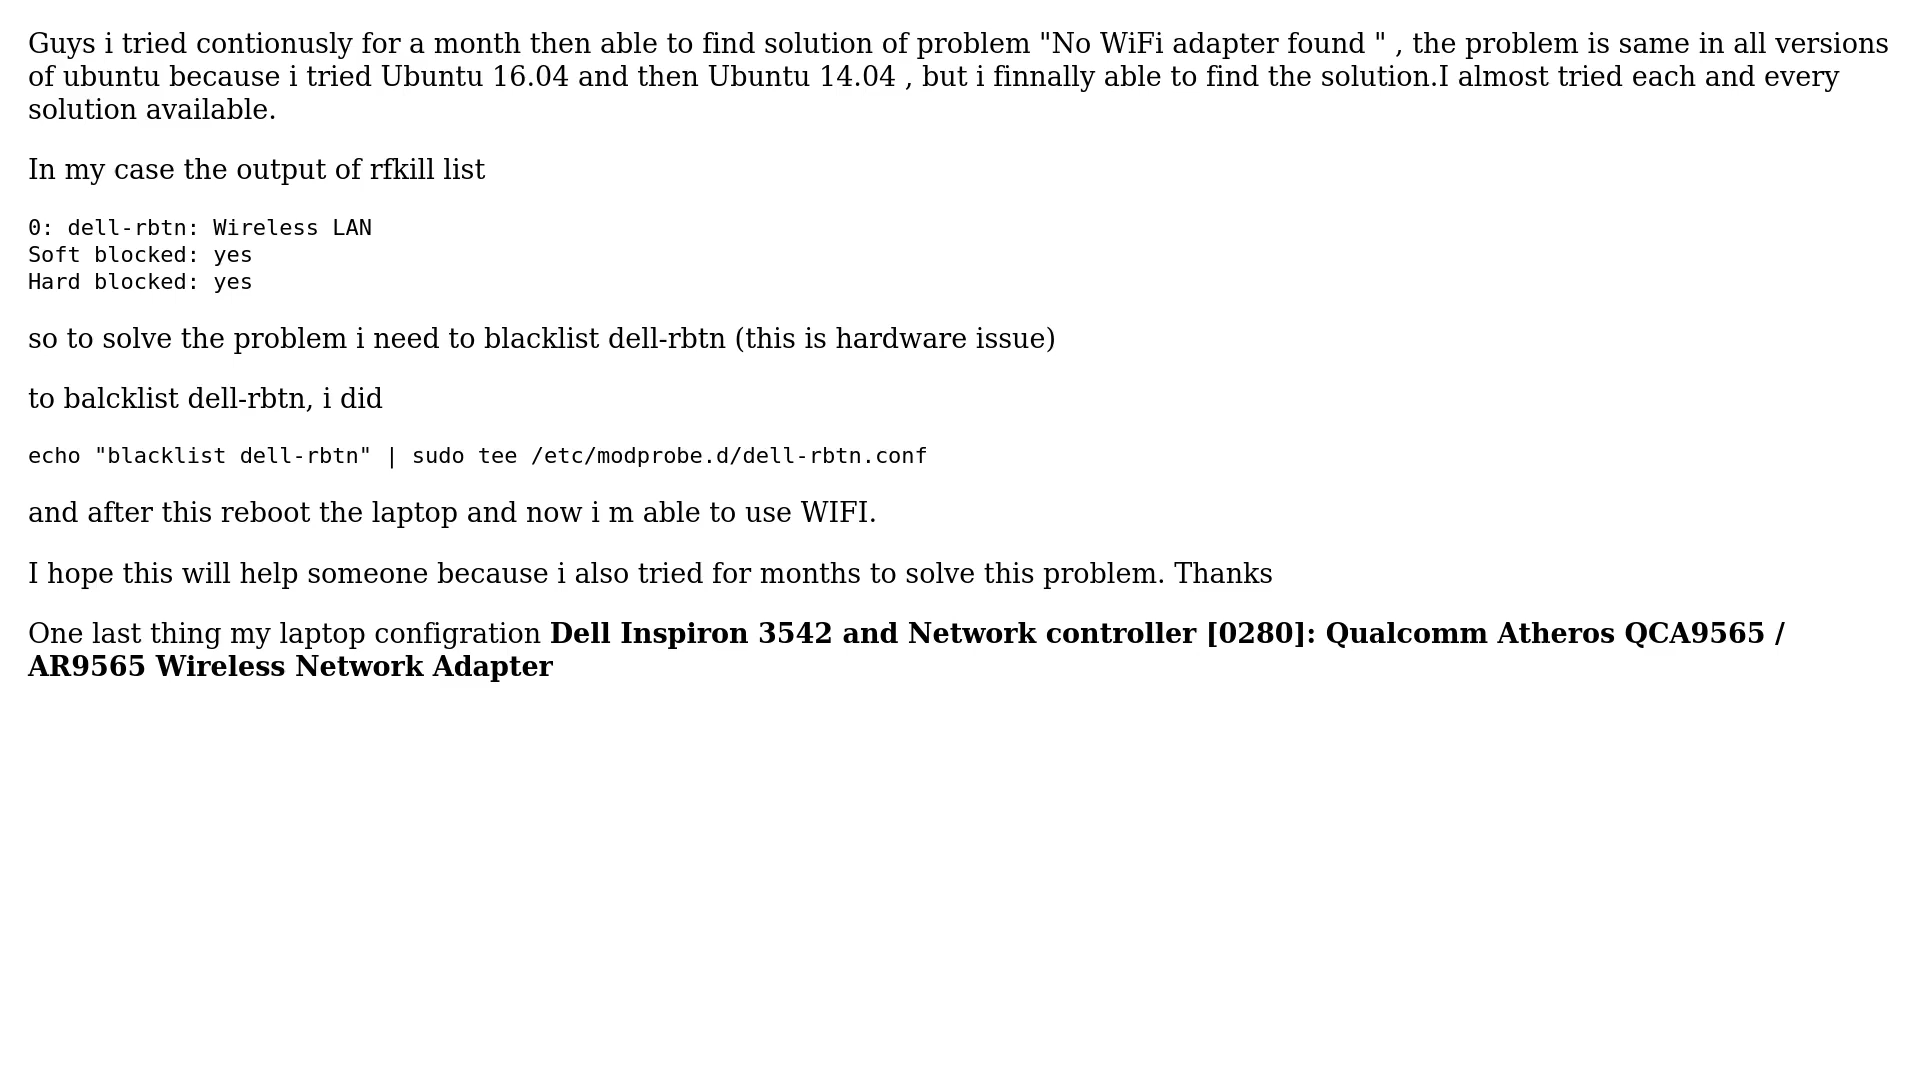 Guys i tried contionusly for a month then able to find solution of problem "No WiFi adapter found " , the problem is same in all versions
of ubuntu because i tried Ubuntu 16.04 and then Ubuntu 14.04 , but i finnally able to find the solution.I almost tried each and every
solution available.
In my case the output of rfkill list
0: dell-rbtn: Wireless LAN
Soft blocked: yes
Hard blocked: yes
so to solve the problem i need to blacklist dell-rbtn (this is hardware issue)
to balcklist dell-rbtn, i did
echo "blacklist dell-rbtn" | sudo tee /etc/modprobe.d/dell-rbtn.conf
and after this reboot the laptop and now i m able to use WIFI.
I hope this will help someone because i also tried for months to solve this problem. Thanks
One last thing my laptop configration Dell Inspiron 3542 and Network controller [0280]: Qualcomm Atheros QCA9565 /
AR9565 Wireless Network Adapter